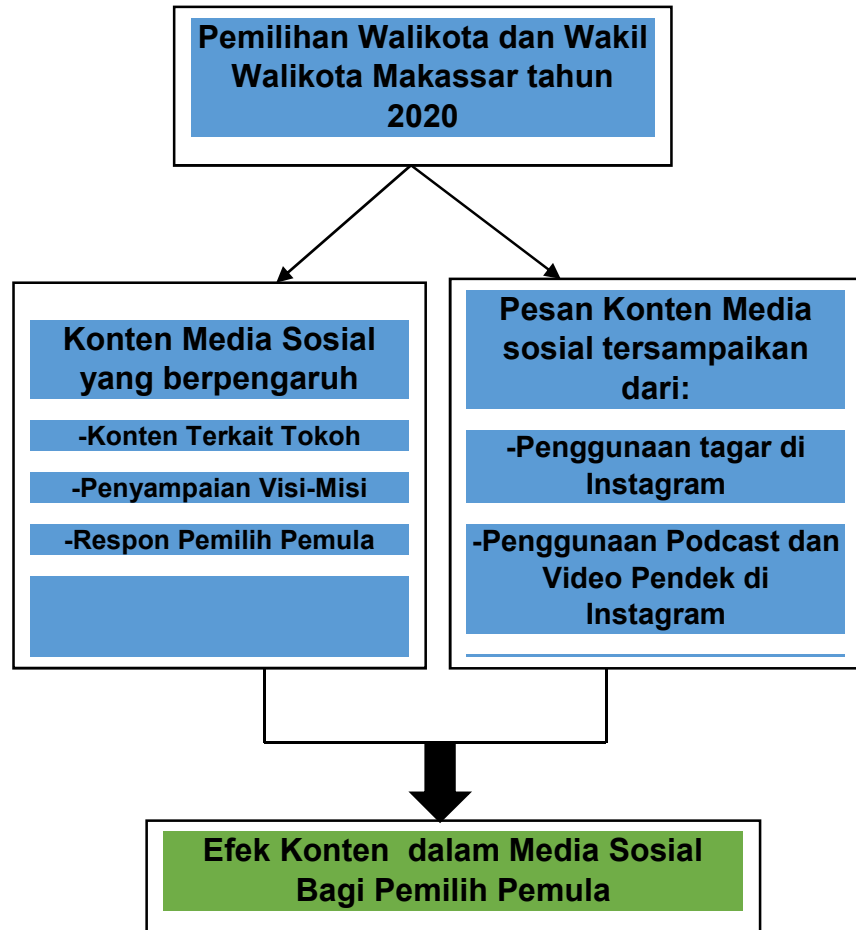 Pemilihan Walikota dan Wakil
Walikota Makassar tahun
2020
Konten Media Sosial
yang berpengaruh
-Konten Terkait Tokoh
-Penyampaian Visi-Misi
-Respon Pemilih Pemula
Pesan Konten Media
sosial tersampaikan
dari:
-Penggunaan tagar di
Instagram
-Penggunaan Podcast dan
Video Pendek di
Instagram
Efek Konten dalam Media Sosial
Bagi Pemilih Pemula